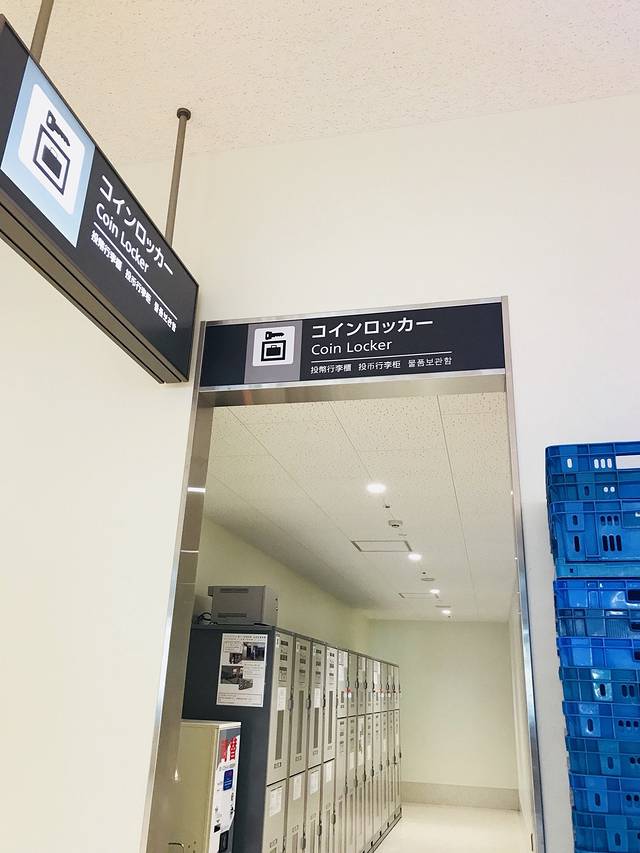 コインロッカー
Coin Locker
投幣行李櫃 投币行李柜 물품보관함
コインロッカー
Coin Locker
投幣行李櫃 投币行李柜 물품보관함
両替